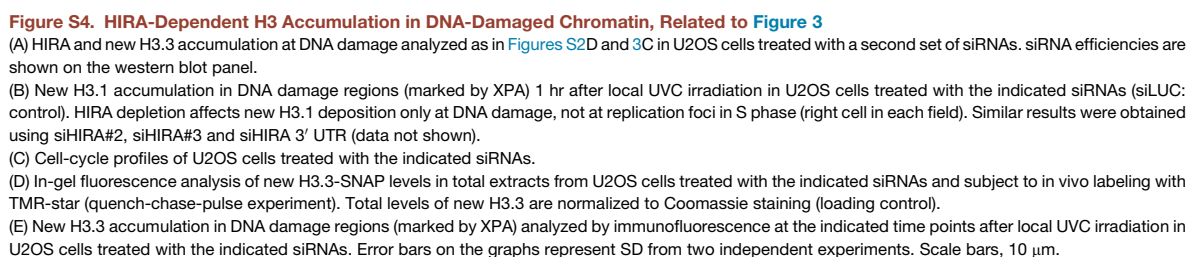 Figure S4. HIRA-Dependent H3 Accumulation in DNA-Damaged Chromatin, Related to Figure 3
(A) HIRA and new H3.3 accumulation at DNA damage analyzed as in Figures S2D and 3C in U2OS cells treated with a second set of siRNAs. siRNA efficiencies are
shown on the western blot panel.
(B) New H3.1 accumulation in DNA damage regions (marked by XPA) 1 hr after local UVC irradiation in U2OS cells treated with the indicated siRNAs (siLUC:
control). HIRA depletion affects new H3.1 deposition only at DNA damage, not at replication foci in S phase (right cell in each field). Similar results were obtained
using siHIRA#2, siHIRA#3 and siHIRA 3′ UTR (data not shown).
(C) Cell-cycle profiles of U2OS cells treated with the indicated siRNAs.
(D) In-gel fluorescence analysis of new H3.3-SNAP levels in total extracts from U2OS cells treated with the indicated siRNAs and subject to in vivo labeling with
TMR-star (quench-chase-pulse experiment). Total levels of new H3.3 are normalized to Coomassie staining (loading control).
(E) New H3.3 accumulation in DNA damage regions (marked by XPA) analyzed by immunofluorescence at the indicated time points after local UVC irradiation in
U2OS cells treated with the indicated siRNAs. Error bars on the graphs represent SD from two independent experiments. Scale bars, 10 μm.